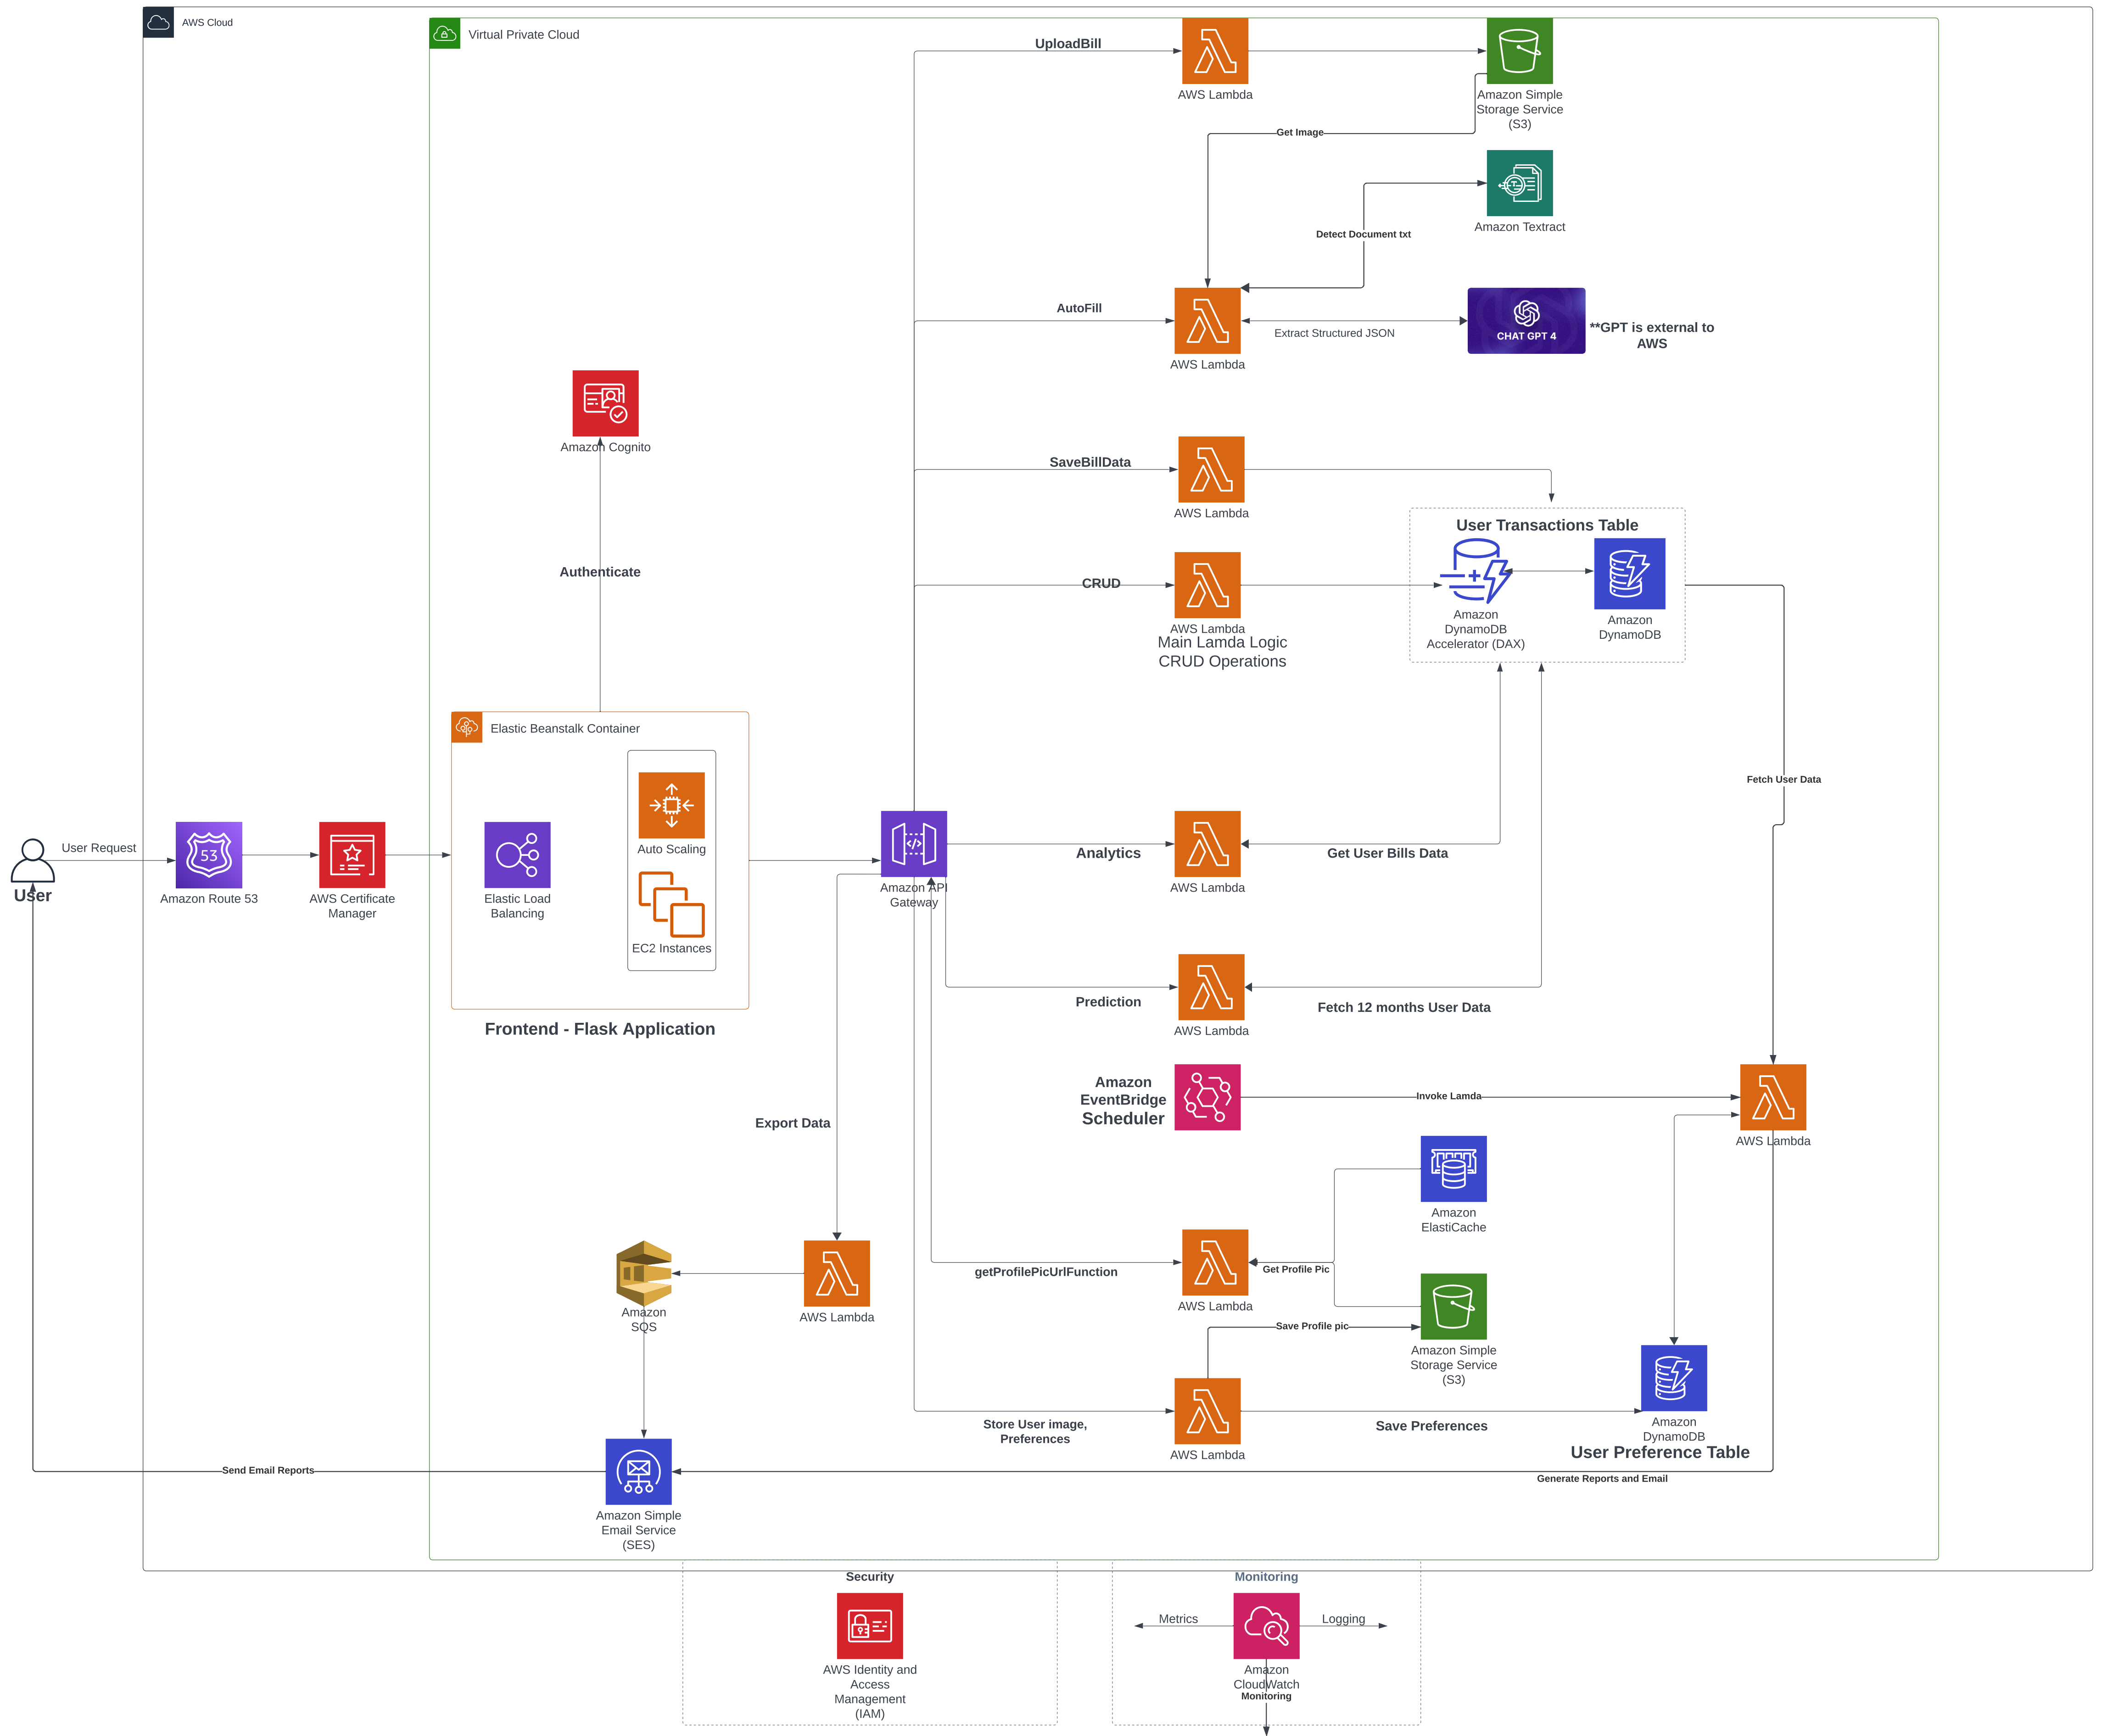 AWS Cloud
Virtual Private Cloud
UploadBill
AWS Lambda
Amazon Simple
Storage Service
(S3)
Get Image
Amazon Textract
Detect Document txt
AutoFill
AWS Lambda
Extract Structured JSON
CHAT GPT 4
**GPT is external to
AWS
Amazon Cognito
Authenticate
SaveBillData
AWS Lambda
User Transactions Table
CRUD
AWS Lambda
Main Lamda Logic
CRUD Operations
Amazon
DynamoDB
Accelerator (DAX)
Amazon
DynamoDB
Fetch User Data
Elastic Beanstalk Container
Auto Scaling
EC2 Instances
Elastic Load
Balancing
Frontend - Flask Application
User Request
User
53
Amazon Route 53
AWS Certificate
Manager
Amazon API
Gateway
Analytics
AWS Lambda
Get User Bills Data
Prediction
AWS Lambda
Fetch 12 months User Data
Amazon
EventBridge
Scheduler
Invoke Lamda
AWS Lambda
Export Data
Amazon
ElastiCache
getProfilePicUrlFunction
AWS Lambda
Get Profile Pic
Amazon
SQS
AWS Lambda
Save Profile pic
Amazon Simple
Storage Service
(S3)
Store User image,
Preferences
AWS Lambda
Save Preferences
Amazon
DynamoDB
User Preference Table
Send Email Reports
Generate Reports and Email
Amazon Simple
Email Service
(SES)
Security
AWS Identity and
Access
Management
(IAM)
Monitoring
Metrics
Logging
Amazon
CloudWatch
Monitoring